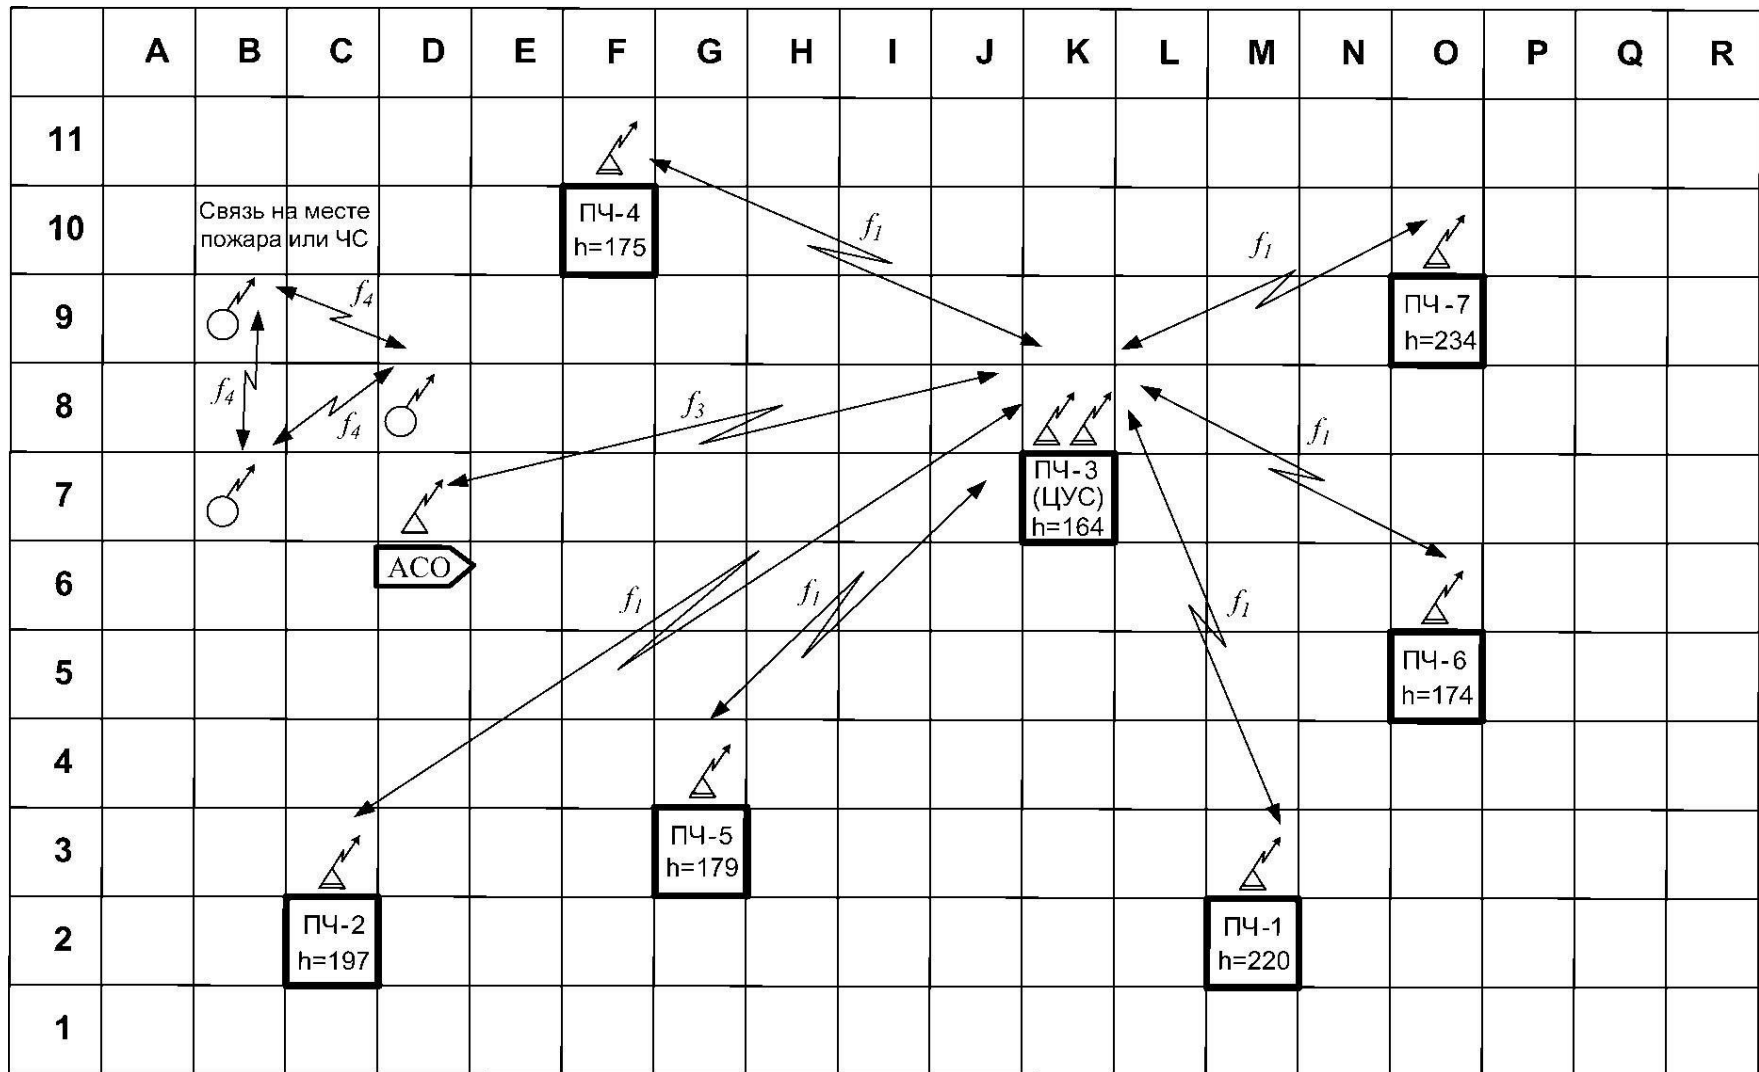 A B C D E F G H I J K L M N O P Q R
11
10
Связь на месте
пожара или ЧС
ПЧ-4
h=175
f1
f1
9
f4
ПЧ-7
h=234
8
f4
f4
f3
f1
7
ПЧ-3
(ЦУС)
h=164
6
АСО
f1
f1
f1
5
ПЧ-6
h=174
4
3
ПЧ-5
h=179
2
ПЧ-2
h=197
ПЧ-1
h=220
1